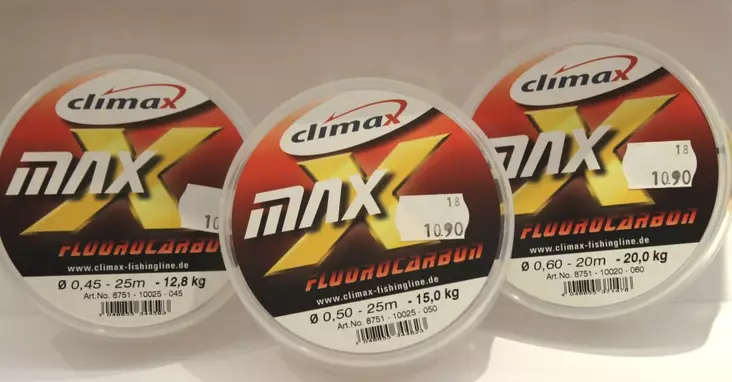 climax
max X
10
FLUOROCARBON
www.climax-fishingline.de
Ø 0,45 - 25m - 12,8 kg
Art.No. 8751 - 10025 - 045
climax
max X
18
10.90
FLUOROCARBON
www.climax-fishingline.de
Ø 0,50 - 25m - 15,0 kg
Art.No. 8751 - 10025 - 050
climax
max X
18
10.90
FLUOROCARBON
www.climax-fishingline.de
Ø 0,60 - 20m - 20,0 kg
Art.No. 8751 - 10020 - 060